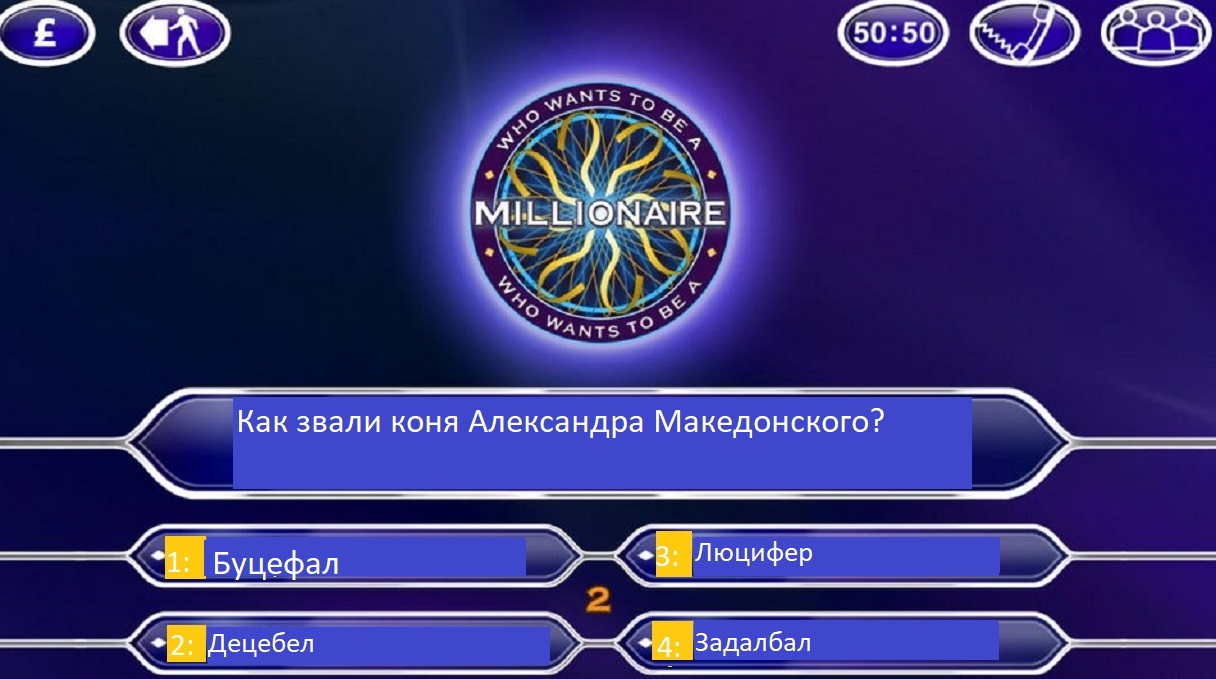 £
50:50
WHO WANTS TO BE A
MILLIONAIRE
WHO WANTS TO BE A
Как звали коня Александра Македонского?
1: Буцефал
3: Люцифер
2
2: Децебел
4: Задалбал